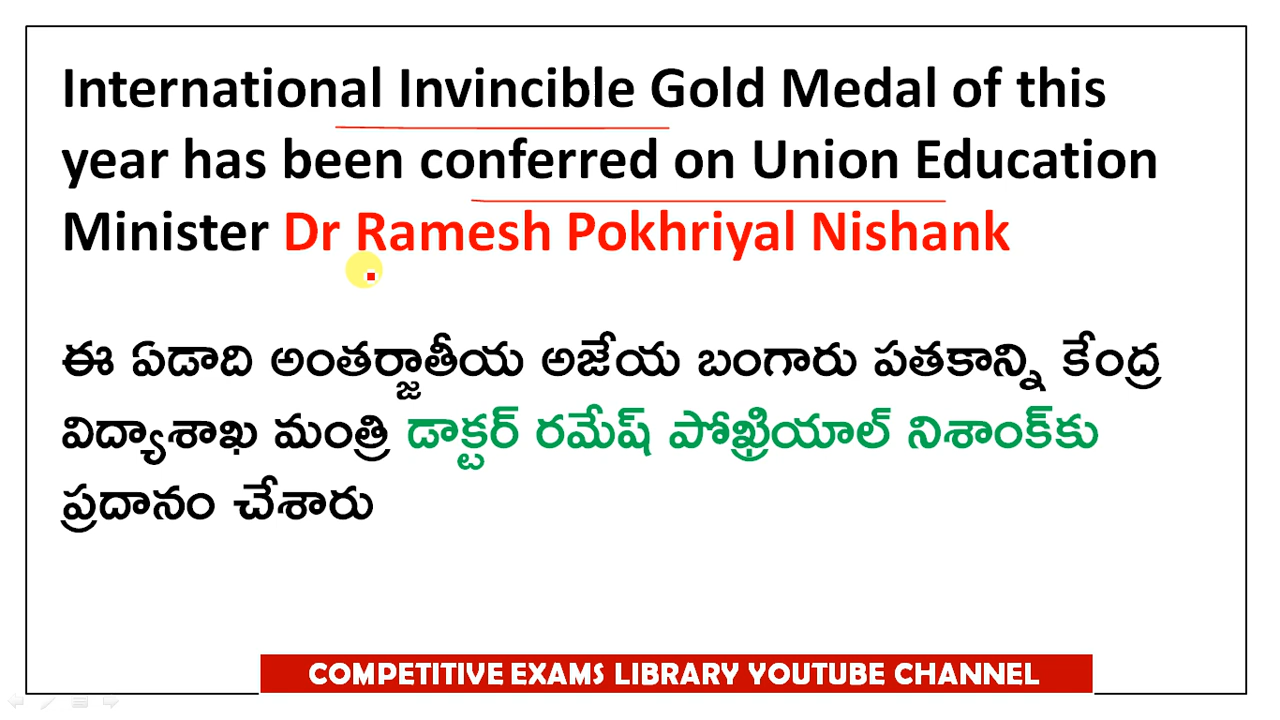 International Invincible Gold Medal of this
year has been conferred on Union Education
Minister Dr Ramesh Pokhriyal Nishank
ఈ ఏడాది అంతర్జాతీయ అజేయ బంగారు పతకాన్ని కేంద్ర
విద్యాశాఖ మంత్రి డాక్టర్ రమేష్ పోఖ్రియాల్ నిశాంక్‌కు
ప్రదానం చేశారు
COMPETITIVE EXAMS LIBRARY YOUTUBE CHANNEL